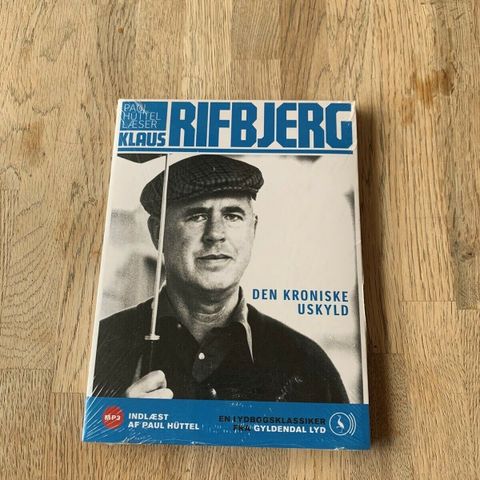 PAUL
HÜTTEL
LÆSER
KLAUS RIFBJERG
DEN KRONISKE
USKYLD
MP3
INDLÆST
AF PAUL HÜTTEL
EN LYDBOGSKLASSIKER
FRA GYLDENDAL LYD